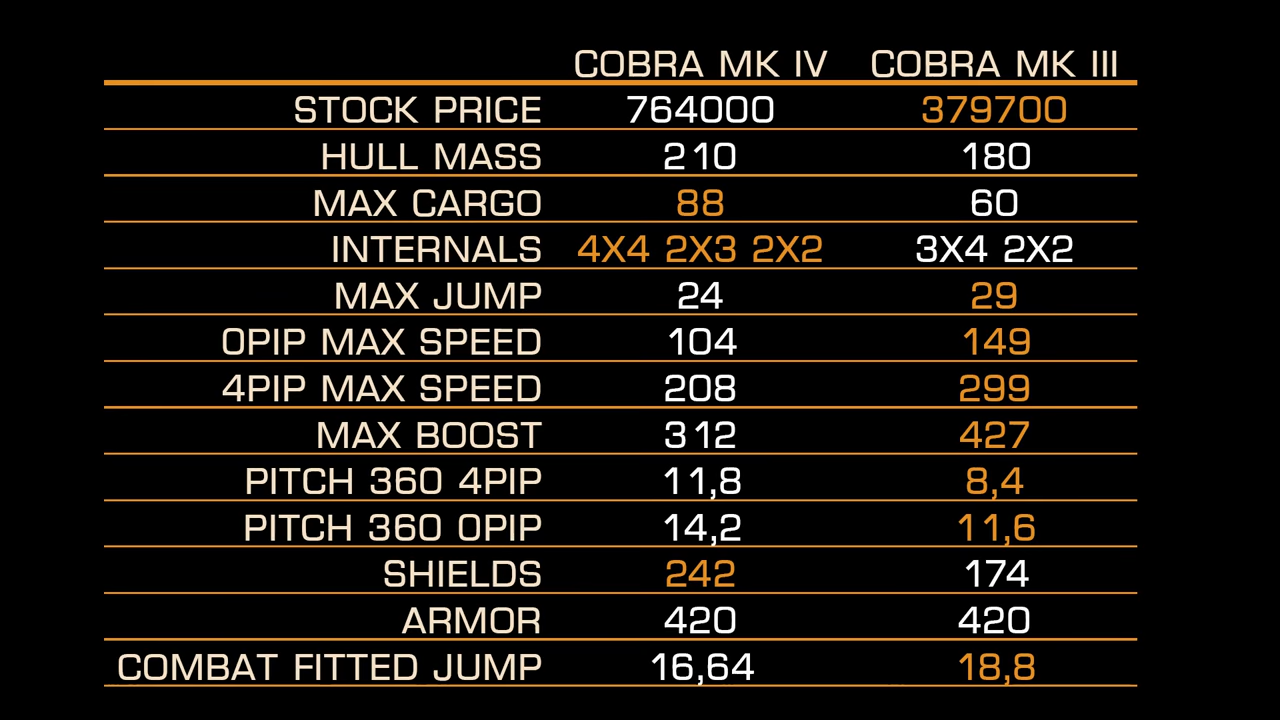 COBRA MK IV COBRA MK III
STOCK PRICE 764000 379700
HULL MASS 210 180
MAX CARGO 88 60
INTERNALS 4X4 2X3 2X2 3X4 2X2
MAX JUMP 24 29
0PIP MAX SPEED 104 149
4PIP MAX SPEED 208 299
MAX BOOST 312 427
PITCH 360 4PIP 11,8 8,4
PITCH 360 0PIP 14,2 11,6
SHIELDS 242 174
ARMOR 420 420
COMBAT FITTED JUMP 16,64 18,8